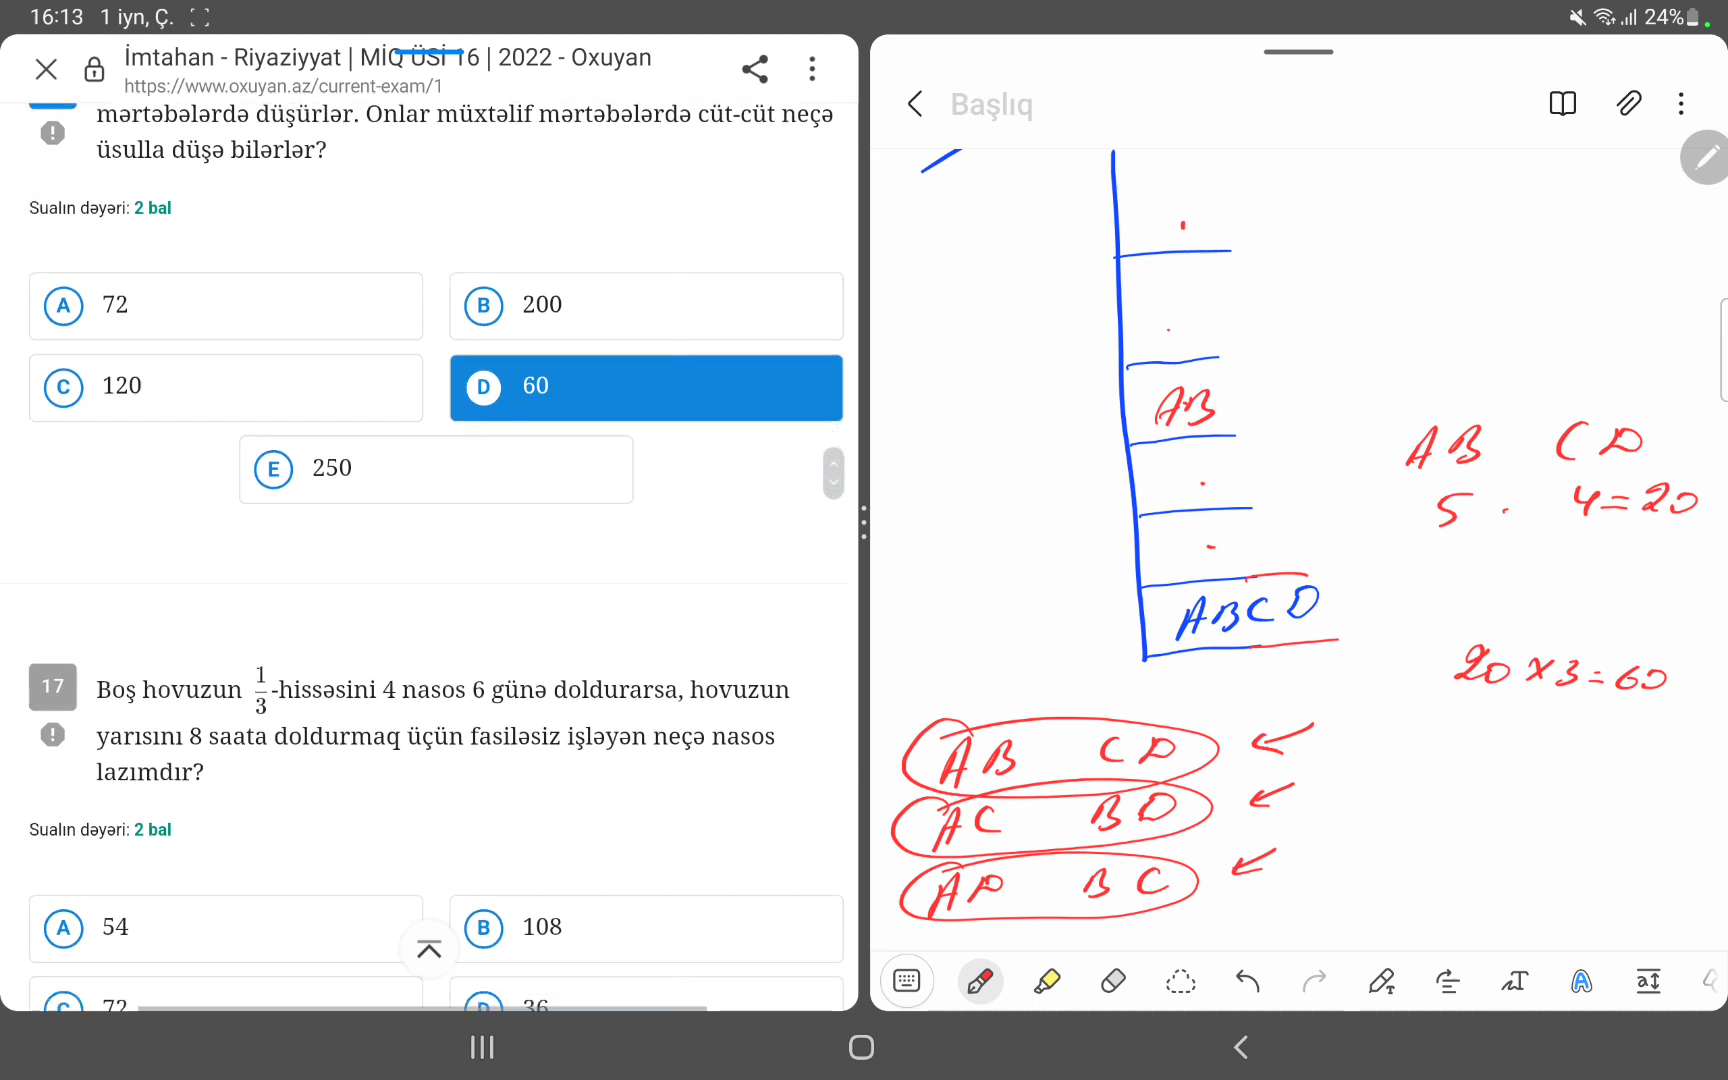 16:13 1 iyn, Ç.
24%
İmtahan - Riyaziyyat | MİQ ÜSİ 16 | 2022 - Oxuyan
https://www.oxuyan.az/current-exam/1
mərtəbələrdə düşürlər. Onlar müxtəlif mərtəbələrdə cüt-cüt neçə
üsulla düşə bilərlər?
Sualın dəyəri: 2 bal
A 72
B 200
C 120
D 60
E 250
17
Boş hovuzun 1/3-hissəsini 4 nasos 6 günə doldurarsa, hovuzun
yarısını 8 saata doldurmaq üçün fasiləsiz işləyən neçə nasos
lazımdır?
Sualın dəyəri: 2 bal
A 54
B 108
C 72
D 36
Başlıq
AB
AB CD
5 . 4=20
ABCD
20 x 3 = 60
AB CD
AC BD
AD BC